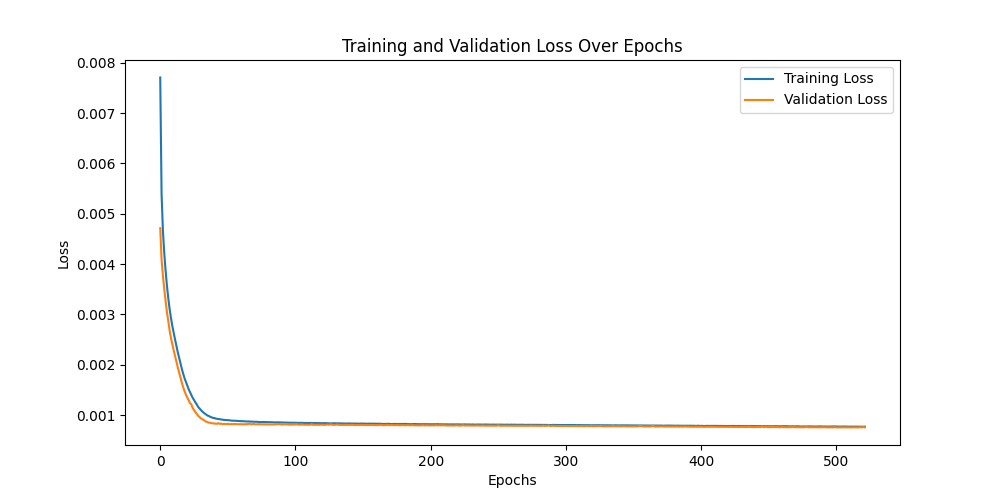 Training and Validation Loss Over Epochs
0.008
0.007
0.006
0.005
0.004
0.003
0.002
0.001
Loss
Training Loss
Validation Loss
0
100
200
300
400
500
Epochs